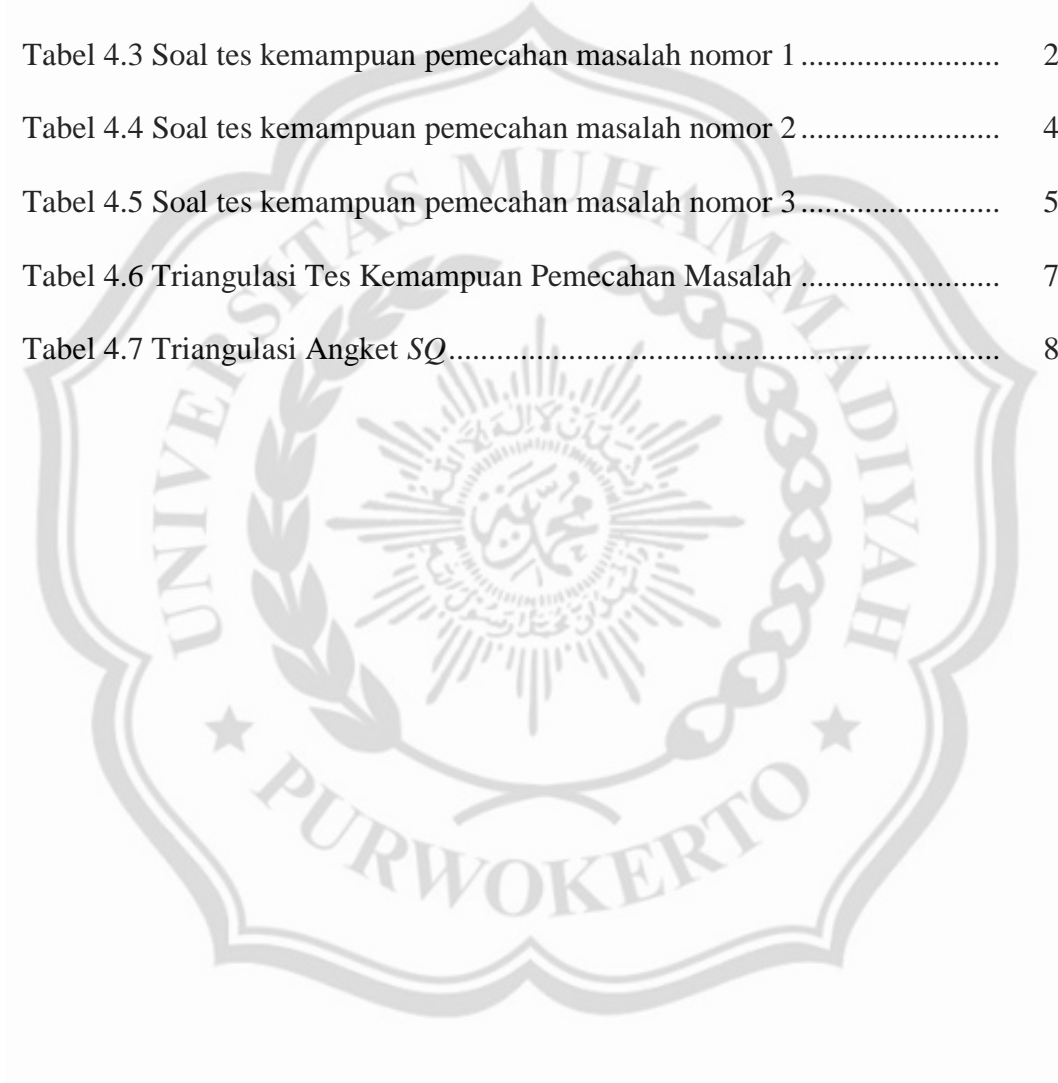 Tabel 4.3 Soal tes kemampuan pemecahan masalah nomor 1 ........................ 2
Tabel 4.4 Soal tes kemampuan pemecahan masalah nomor 2 ........................ 4
Tabel 4.5 Soal tes kemampuan pemecahan masalah nomor 3 ........................ 5
Tabel 4.6 Triangulasi Tes Kemampuan Pemecahan Masalah ........................ 7
Tabel 4.7 Triangulasi Angket SQ .................................................................. 8
UNIVERSITAS MUHAMMADIYAH
PURWOKERTO